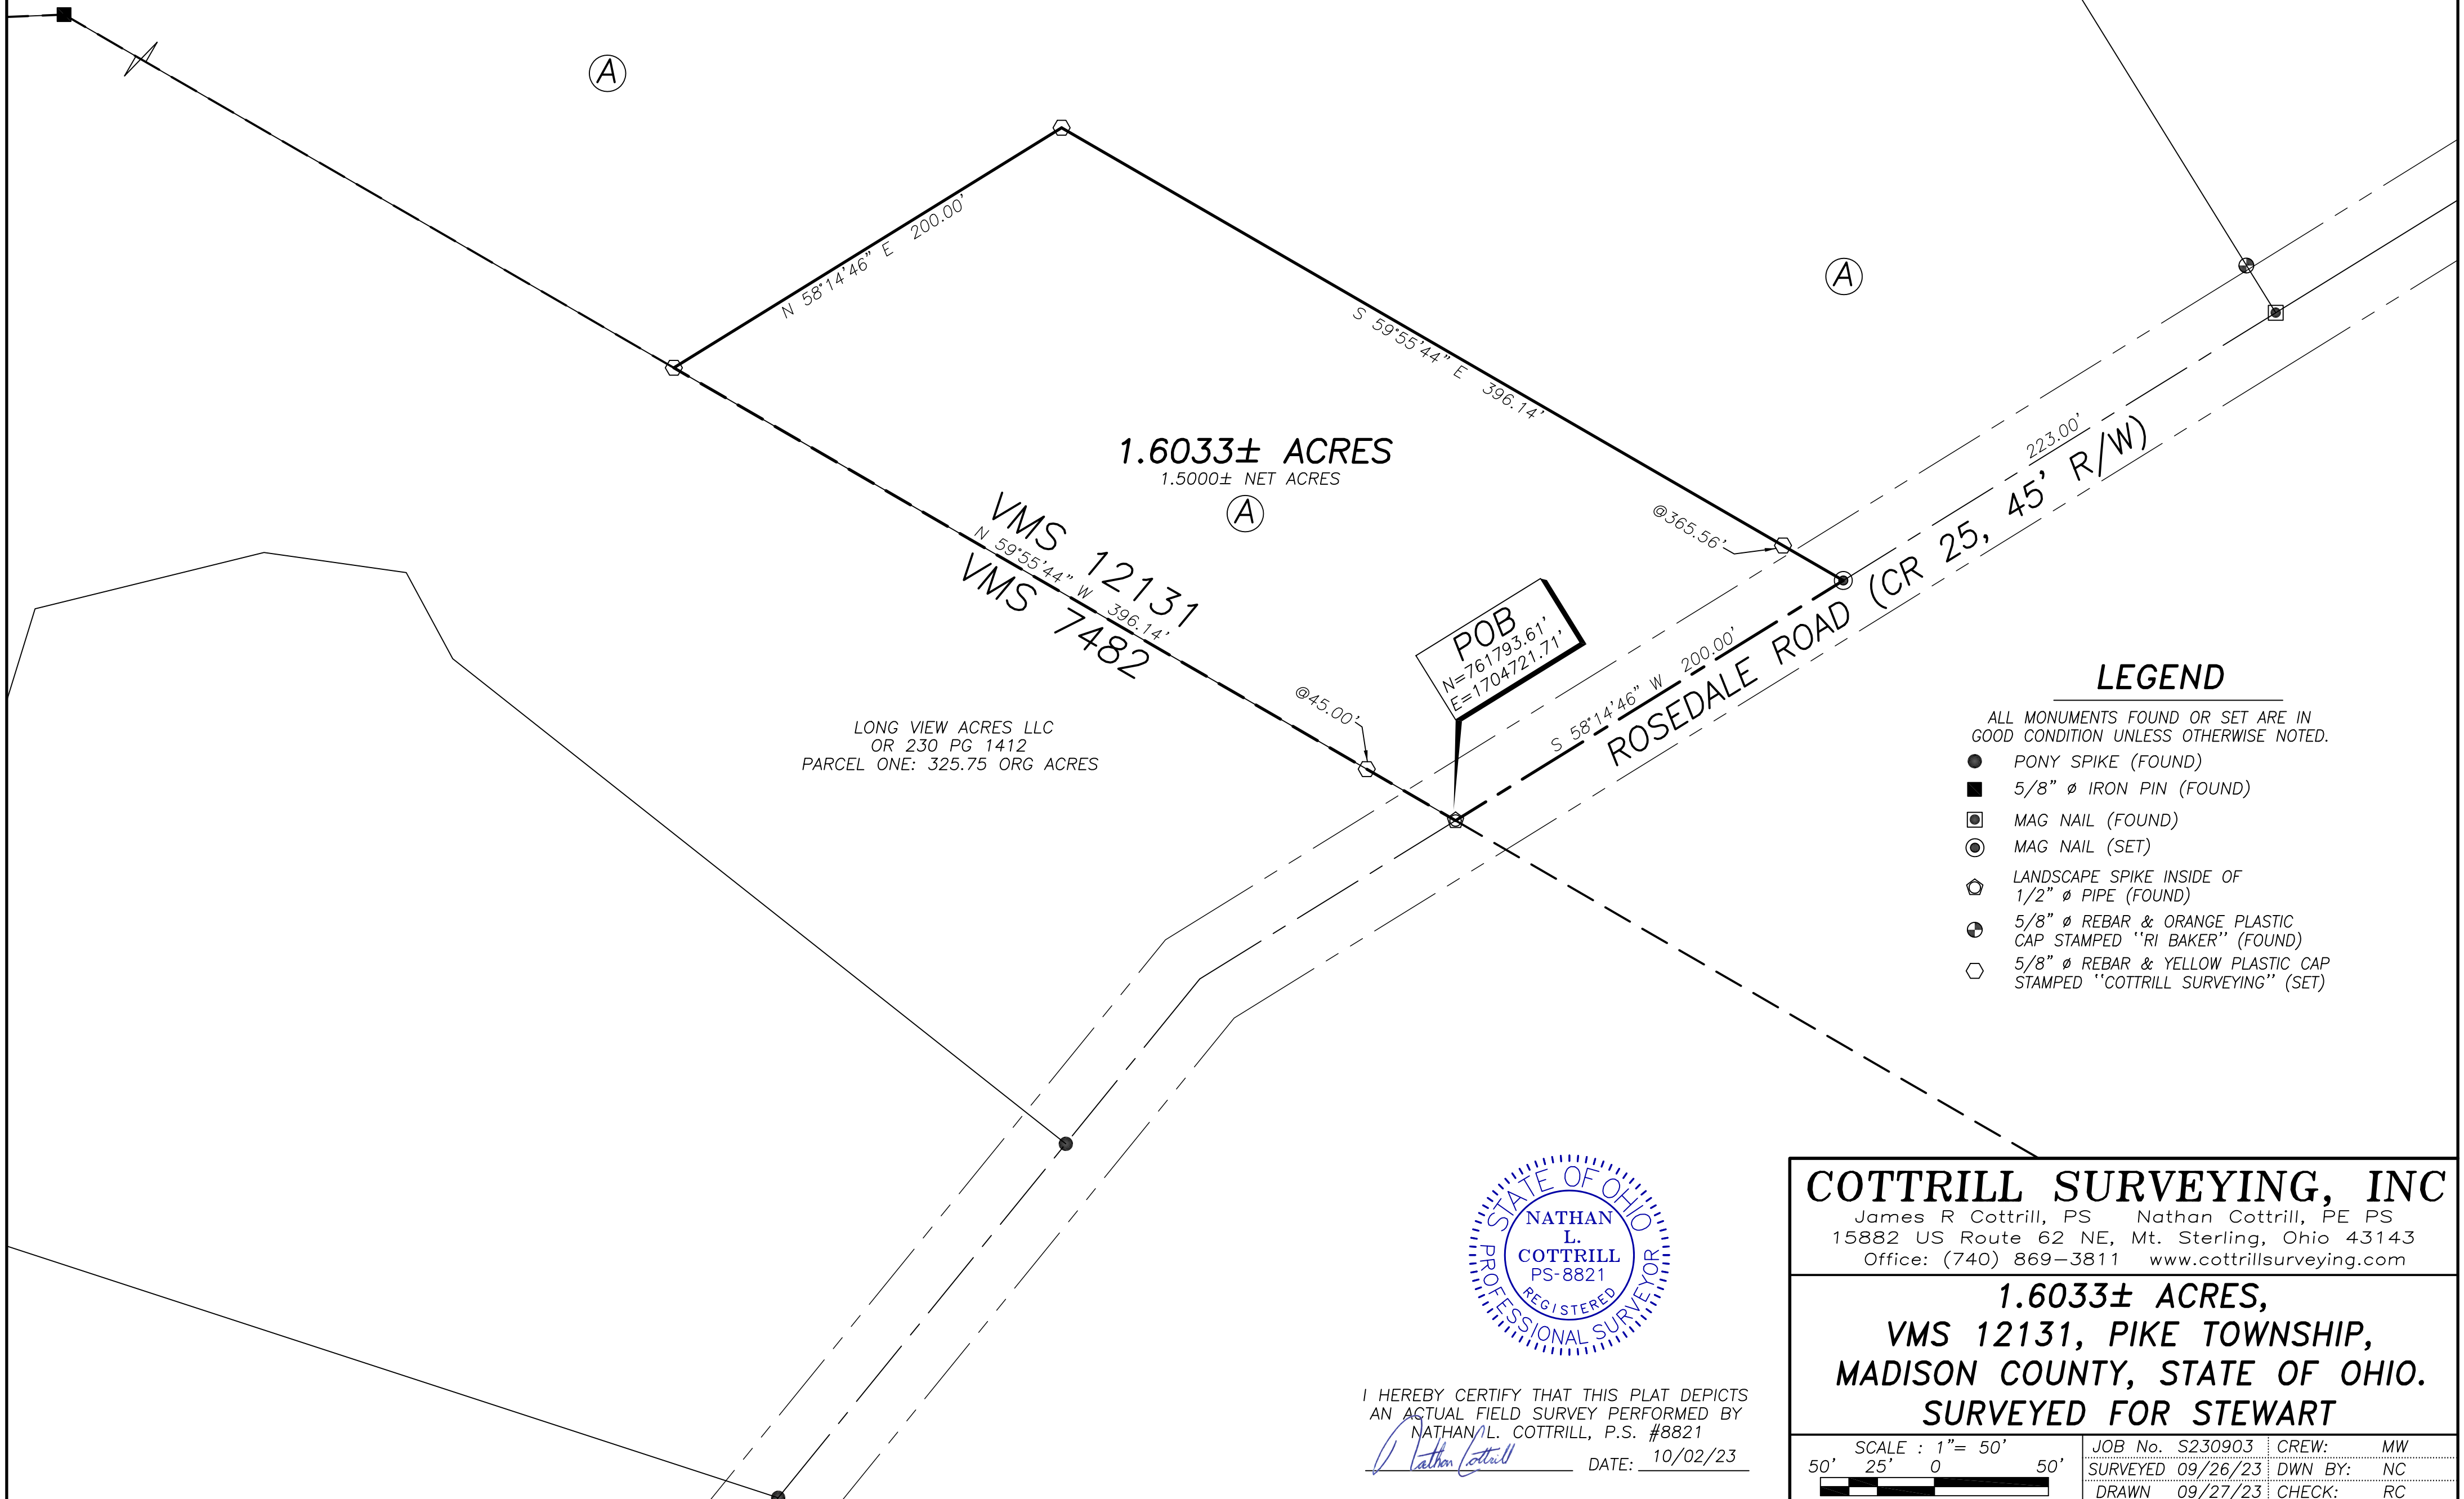 A
N 58°14'46" E 200.00'
S 59°55'44" E 396.14'
A
1.6033± ACRES
1.5000± NET ACRES
A
VMS 12131
N 59°55'44" W 396.14'
VMS 7482
@365.56'
223.00'
ROSEDALE ROAD (CR 25, 45' R/W)
POB
N=761793.61'
E=1704721.71'
S 58°14'46" W 200.00'
@45.00'
LONG VIEW ACRES LLC
OR 230 PG 1412
PARCEL ONE: 325.75 ORG ACRES
LEGEND
ALL MONUMENTS FOUND OR SET ARE IN
GOOD CONDITION UNLESS OTHERWISE NOTED.
PONY SPIKE (FOUND)
5/8" ø IRON PIN (FOUND)
MAG NAIL (FOUND)
MAG NAIL (SET)
LANDSCAPE SPIKE INSIDE OF
1/2" ø PIPE (FOUND)
5/8" ø REBAR & ORANGE PLASTIC
CAP STAMPED ''RI BAKER'' (FOUND)
5/8" ø REBAR & YELLOW PLASTIC CAP
STAMPED ''COTTRILL SURVEYING'' (SET)
STATE OF OHIO
NATHAN
L.
COTTRILL
PS-8821
REGISTERED
PROFESSIONAL SURVEYOR
I HEREBY CERTIFY THAT THIS PLAT DEPICTS
AN ACTUAL FIELD SURVEY PERFORMED BY
NATHAN L. COTTRILL, P.S. #8821
Nathan Cottrill DATE: 10/02/23
COTTRILL SURVEYING, INC
James R Cottrill, PS Nathan Cottrill, PE PS
15882 US Route 62 NE, Mt. Sterling, Ohio 43143
Office: (740) 869-3811 www.cottrillsurveying.com
1.6033± ACRES,
VMS 12131, PIKE TOWNSHIP,
MADISON COUNTY, STATE OF OHIO.
SURVEYED FOR STEWART
SCALE : 1"= 50'
50' 25' 0 50'
JOB No. S230903 CREW: MW
SURVEYED 09/26/23 DWN BY: NC
DRAWN 09/27/23 CHECK: RC